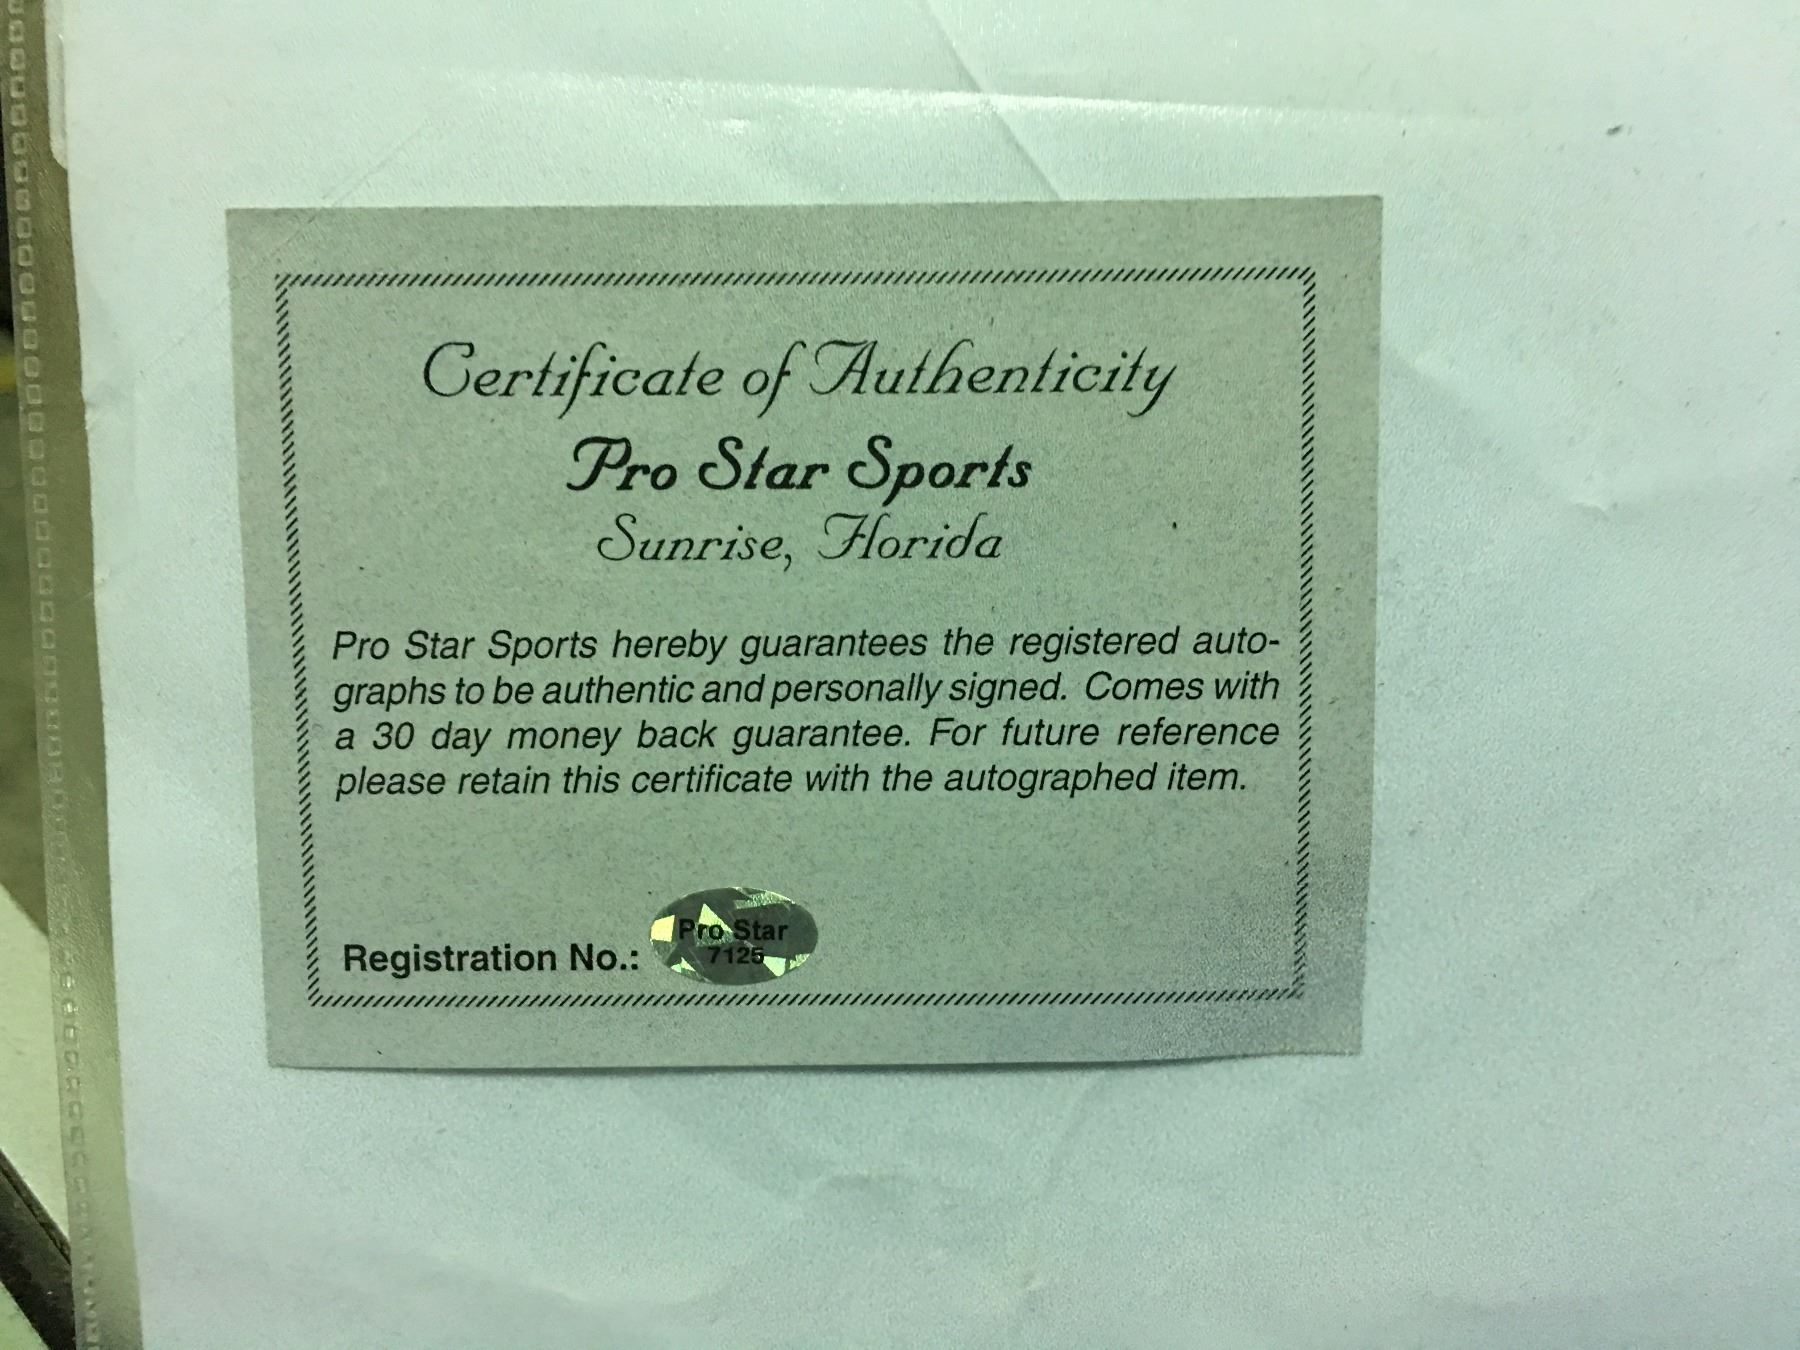 Certificate of Authenticity
Pro Star Sports
Sunrise, Florida
Pro Star Sports hereby guarantees the registered auto-
graphs to be authentic and personally signed. Comes with
a 30 day money back guarantee. For future reference
please retain this certificate with the autographed item.
Registration No.:
Pro Star
7125